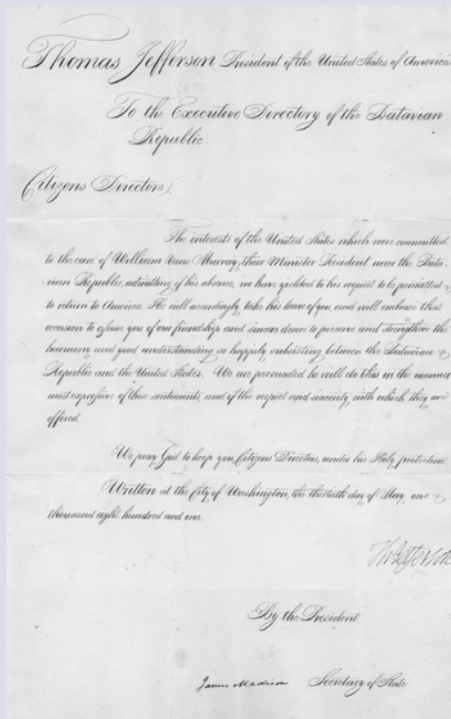 Thomas Jefferson President of the United States of America
To the Executive Directory of the Batavian
Republic
Citizens Directors,
The interests of the United States which were committed
to the care of William Vans Murray, their Minister Resident near the Bata-
vian Republic, admitting of his absence, we have yielded to his request to be permitted
to return to America. He will accordingly take his leave of you, and will embrace that
occasion to assure you of our friendship and sincere desire to preserve and strengthen the
harmony and good understanding so happily subsisting between the Batavian
Republic and the United States. We are persuaded he will do this in the manner
most expressive of these sentiments, and of the respect and sincerity with which they are
offered.
We pray God to keep you, Citizens Directors, under his Holy protection.
Written at the City of Washington, the thirtieth day of May, one
thousand eight hundred and one.
Th: Jefferson
By the President,
James Madison Secretary of State